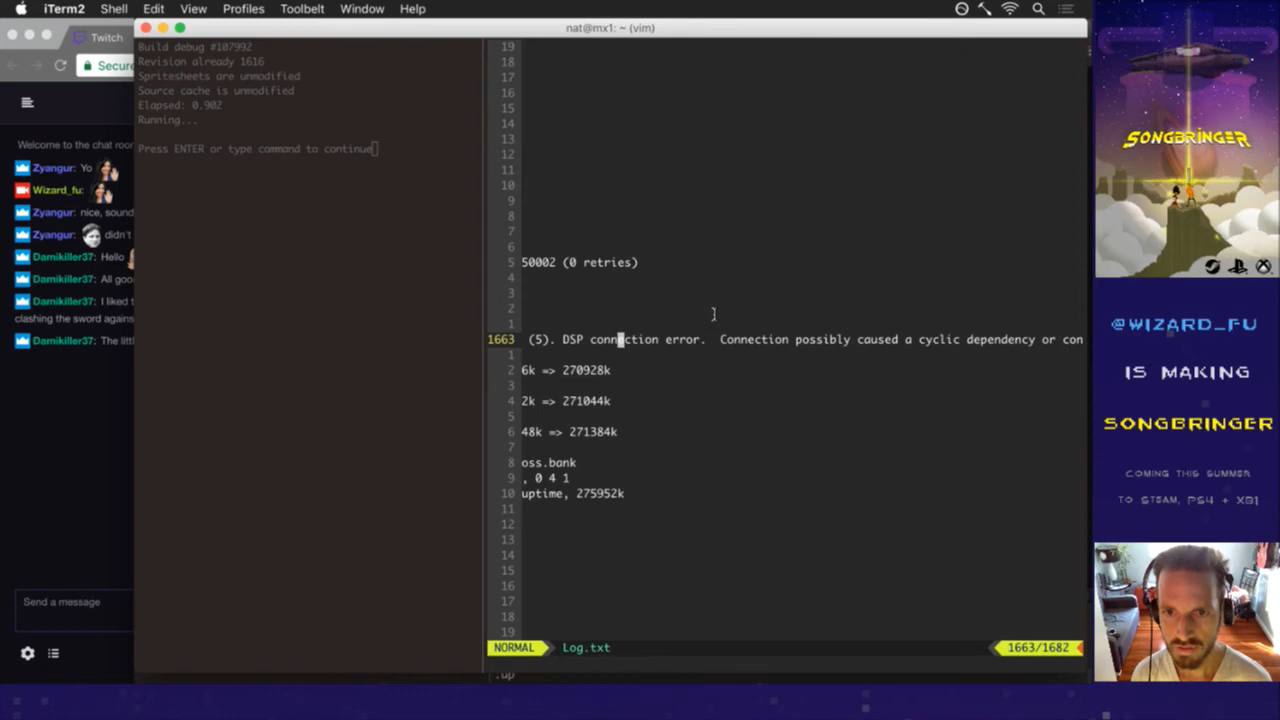 iTerm2 Shell Edit View Profiles Toolbelt Window Help
nat@mx1: ~ (vim)
Twitch
Secure
Welcome to the chat room
Zyangur: Yo
Wizard_fu:
Zyangur: nice, sound
Zyangur: didn't
Damikiller37: Hello
Damikiller37: All goo
Damikiller37: I liked t
clashing the sword against
Damikiller37: The littl
Send a message
Build debug #107992
Revision already 1616
Spritesheets are unmodified
Source cache is unmodified
Elapsed: 0.902
Running...
Press ENTER or type command to continue
19
18
17
16
15
14
13
12
11
10
9
8
7
6
5 50002 (0 retries)
4
3
2
1
1663 (5). DSP connection error. Connection possibly caused a cyclic dependency or con
1
2 6k => 270928k
3
4 2k => 271044k
5
6 48k => 271384k
7
8 oss.bank
9 , 0 4 1
10 uptime, 275952k
11
12
13
14
15
16
17
18
19
NORMAL Log.txt 1663/1682
.up
SONGBRINGER
@WIZARD_FU
IS MAKING
SONGBRINGER
COMING THIS SUMMER
TO STEAM, PS4 + XB1